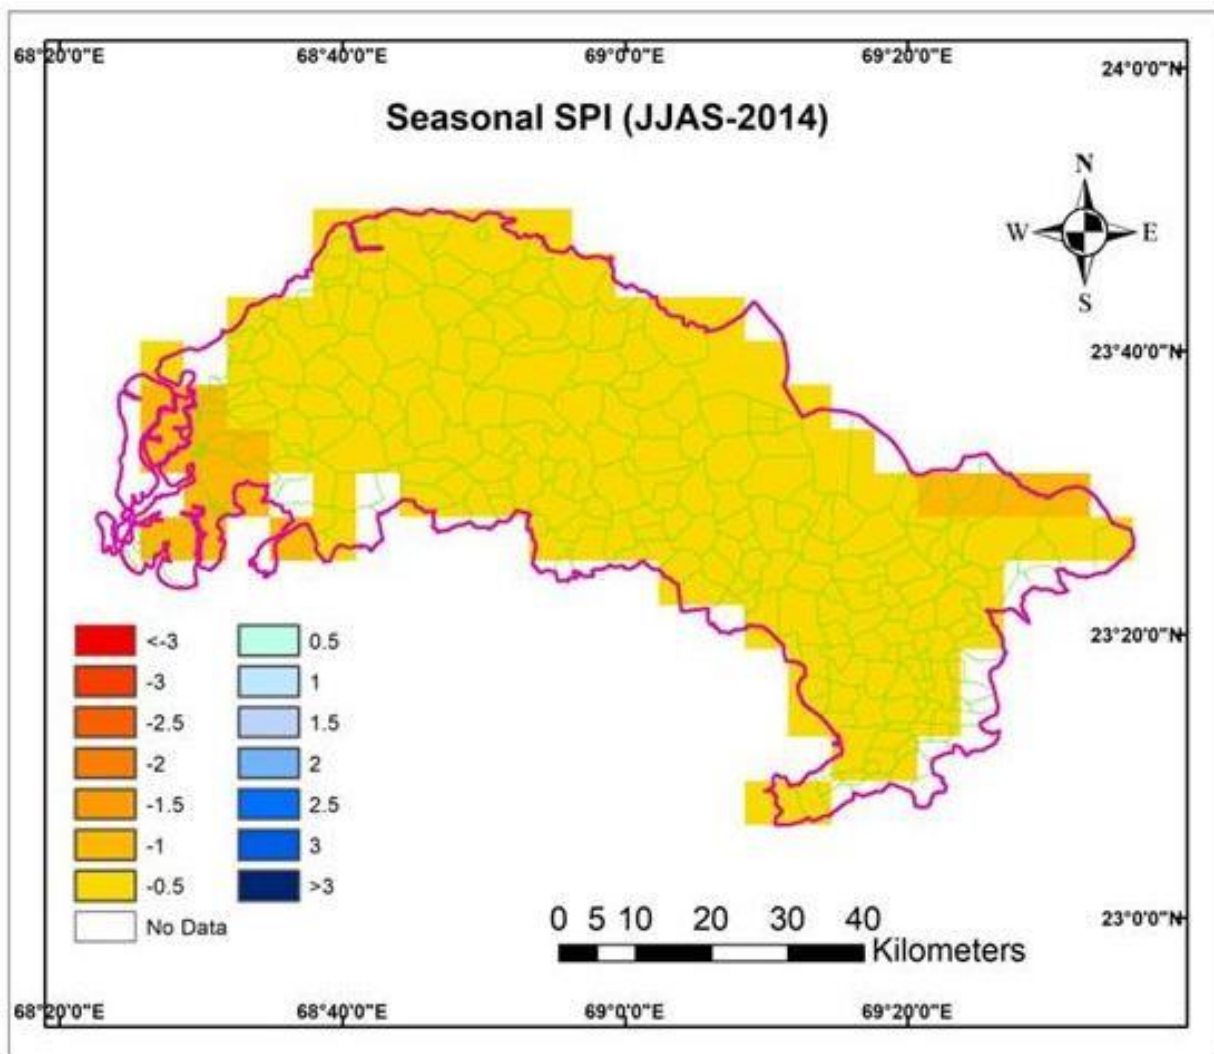 68°20'0"E 68°40'0"E 69°0'0"E 69°20'0"E
24°0'0"N
Seasonal SPI (JJAS-2014)
N
W E
S
23°40'0"N
23°20'0"N
<-3 0.5
-3 1
-2.5 1.5
-2 2
-1.5 2.5
-1 3
-0.5 >3
No Data
23°0'0"N
0 5 10 20 30 40
Kilometers
68°20'0"E 68°40'0"E 69°0'0"E 69°20'0"E